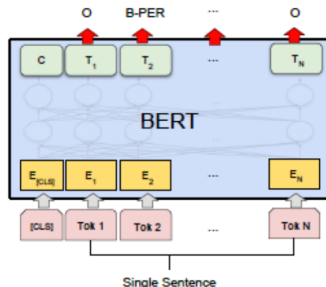 O B-PER ... O
C T1 T2 ... TN
BERT
E[CLS] E1 E2 ... EN
[CLS] Tok 1 Tok 2 ... Tok N
Single Sentence